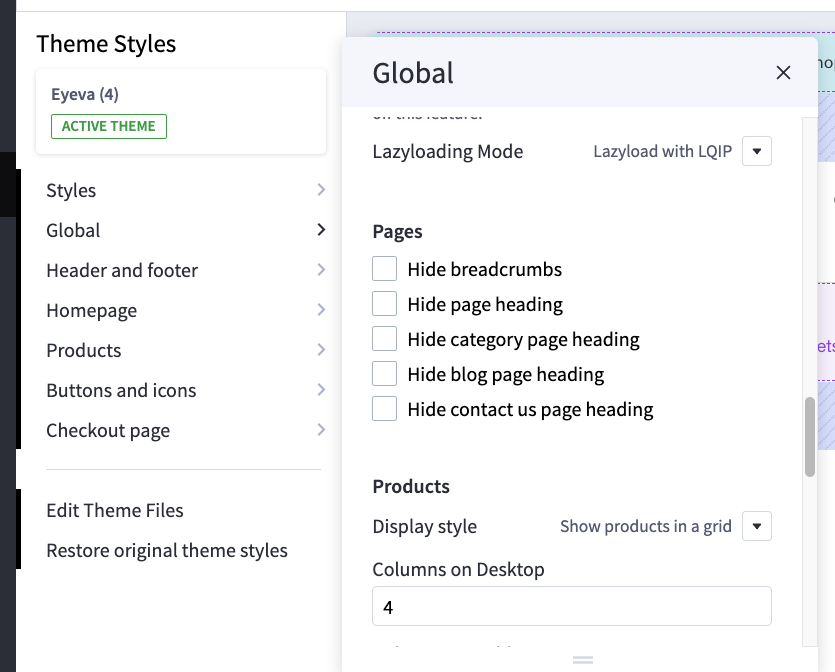 Theme Styles
Eyeva (4)
ACTIVE THEME
Styles
Global
Header and footer
Homepage
Products
Buttons and icons
Checkout page
Edit Theme Files
Restore original theme styles
Global
Lazyloading Mode
Lazyload with LQIP
Pages
Hide breadcrumbs
Hide page heading
Hide category page heading
Hide blog page heading
Hide contact us page heading
Products
Display style
Show products in a grid
Columns on Desktop
4